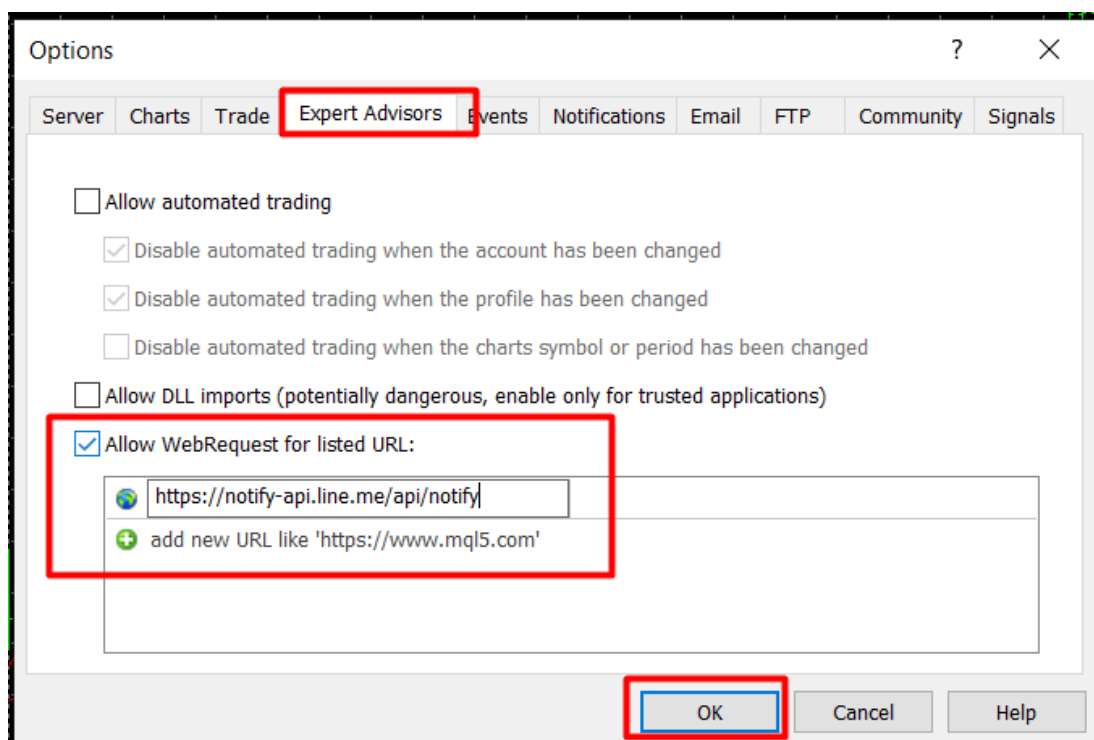 Options
?
Server Charts Trade Expert Advisors Events Notifications Email FTP Community Signals
Allow automated trading
Disable automated trading when the account has been changed
Disable automated trading when the profile has been changed
Disable automated trading when the charts symbol or period has been changed
Allow DLL imports (potentially dangerous, enable only for trusted applications)
Allow WebRequest for listed URL:
https://notify-api.line.me/api/notify
add new URL like 'https://www.mql5.com'
OK Cancel Help